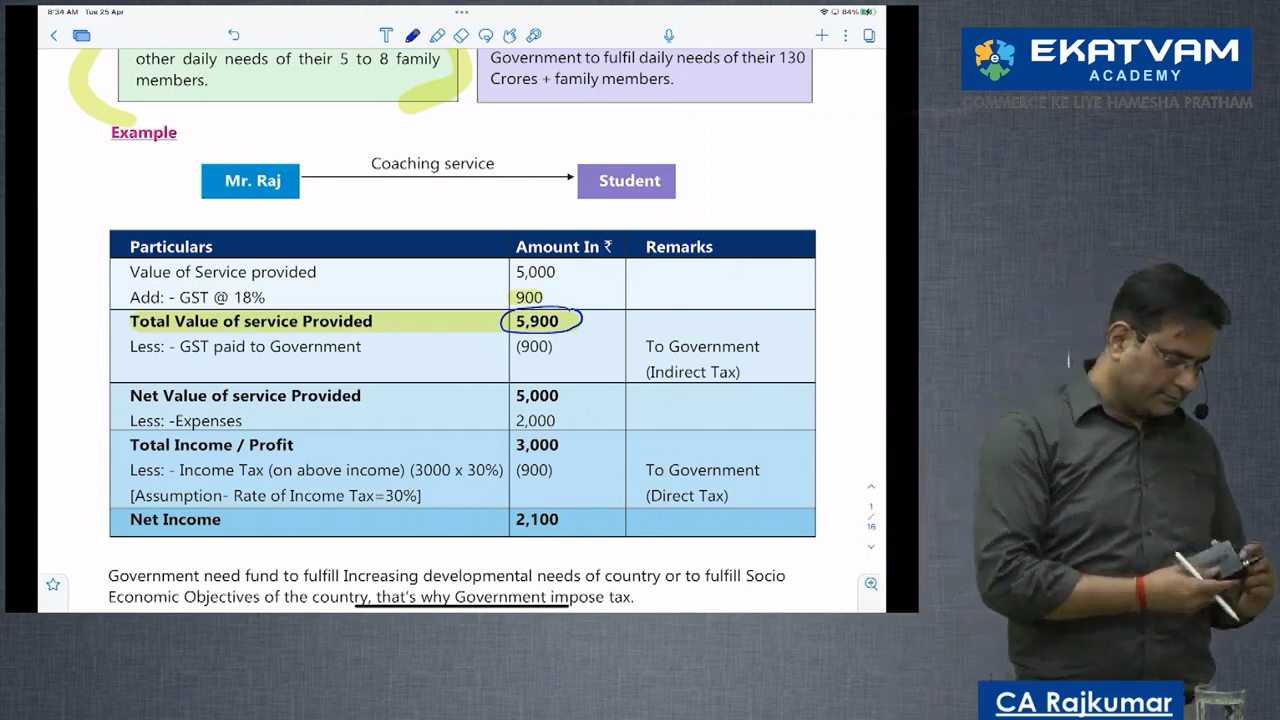 8:34 AM Tue 25 Apr
84%
EKATVAM
ACADEMY
COMMERCE KE LIYE HAMESHA PRATHAM
other daily needs of their 5 to 8 family
members.
Government to fulfil daily needs of their 130
Crores + family members.
Example
Coaching service
Mr. Raj
Student
Particulars Amount In ₹ Remarks
Value of Service provided 5,000
Add: - GST @ 18% 900
Total Value of service Provided 5,900
Less: - GST paid to Government (900) To Government
(Indirect Tax)
Net Value of service Provided 5,000
Less: -Expenses 2,000
Total Income / Profit 3,000
Less: - Income Tax (on above income) (3000 x 30%) (900) To Government
[Assumption- Rate of Income Tax=30%] (Direct Tax)
Net Income 2,100
1
16
Government need fund to fulfill Increasing developmental needs of country or to fulfill Socio
Economic Objectives of the country, that's why Government impose tax.
CA Rajkumar